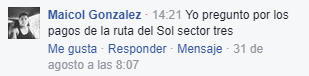 Maicol Gonzalez · 14:21 Yo pregunto por los
pagos de la ruta del Sol sector tres
Me gusta · Responder · Mensaje · 31 de
agosto a las 8:07